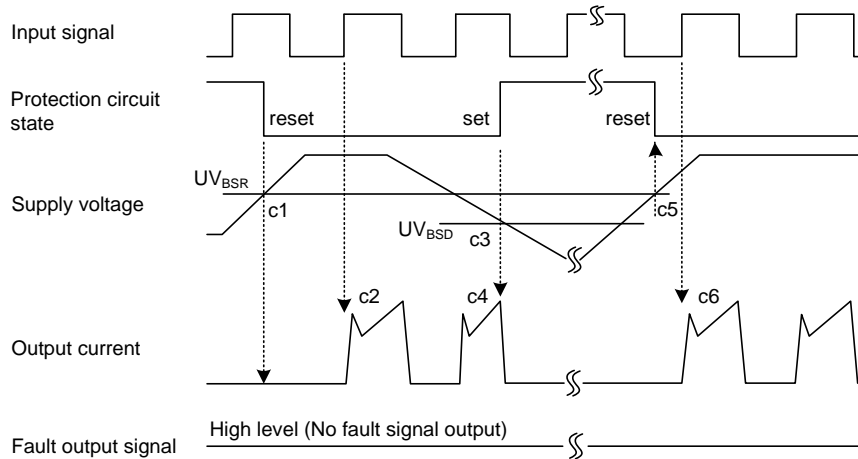 Input signal
Protection circuit
state
reset
set
reset
UVBSR
c1
Supply voltage
UVBSD
c3
c5
c2
c4
c6
Output current
High level (No fault signal output)
Fault output signal